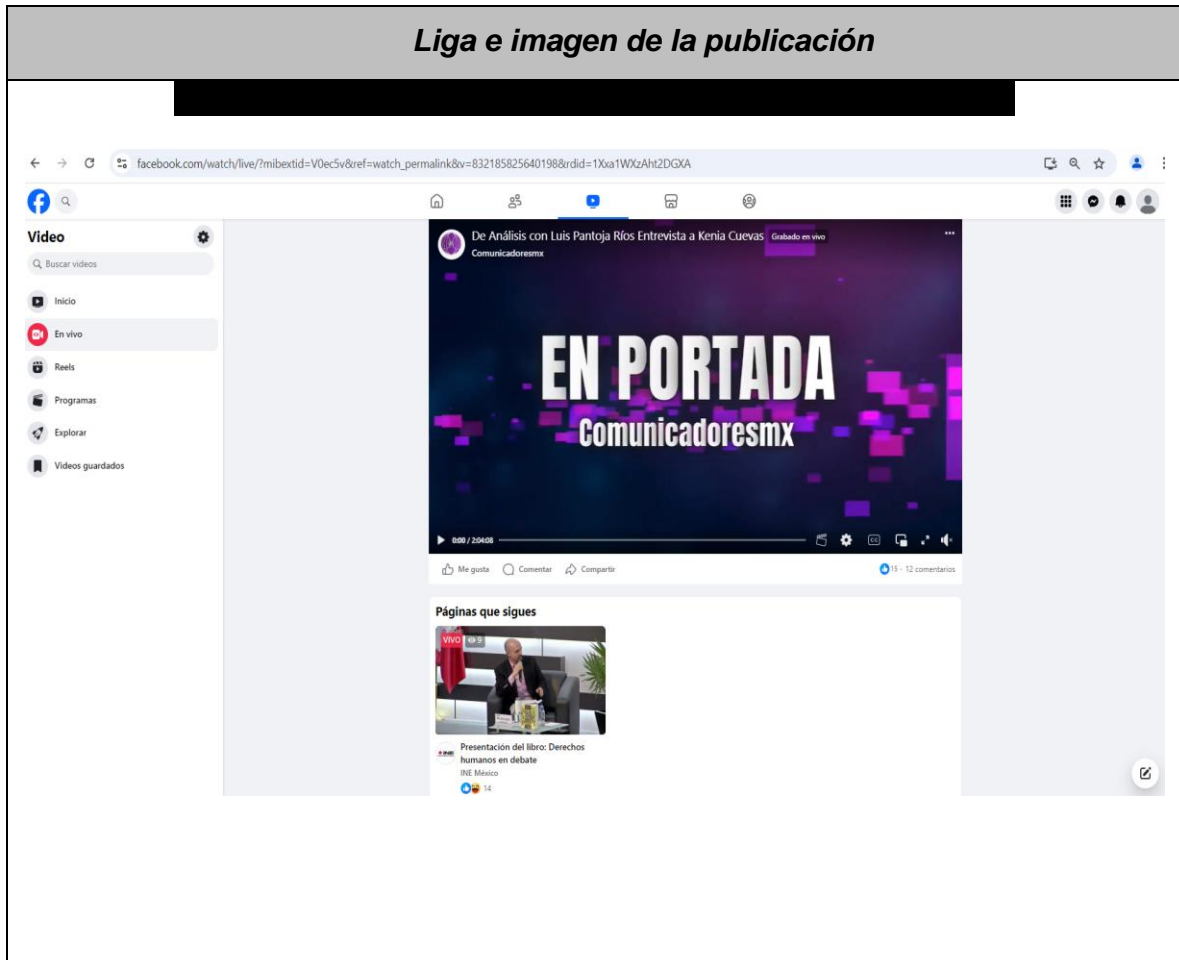 Liga e imagen de la publicación
facebook.com/watch/live/?mibextid=V0ec5v&ref=watch_permalink&v=832185825640198&rdid=1Xxa1WXzAht2DGXA
Video
Buscar videos
Inicio
En vivo
Reels
Programas
Explorar
Videos guardados
De Análisis con Luis Pantoja Ríos Entrevista a Kenia Cuevas Grabado en vivo
Comunicadoresmx
EN PORTADA
Comunicadoresmx
0:00 / 2:04:08
Me gusta Comentar Compartir 15 · 12 comentarios
Páginas que sigues
VIVO 9
Presentación del libro: Derechos
humanos en debate
INE México
14